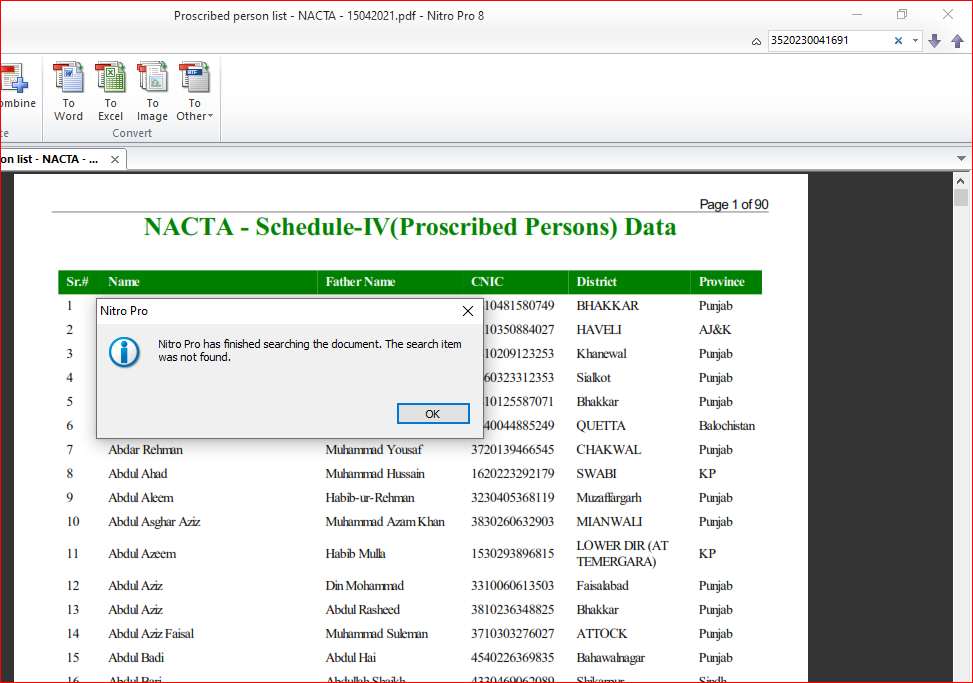 Proscribed person list - NACTA - 15042021.pdf - Nitro Pro 8
3520230041691
ombine
To Word
To Excel
To Image
To Other
ce
Convert
on list - NACTA - ...
Page 1 of 90
NACTA - Schedule-IV(Proscribed Persons) Data
Sr.# Name Father Name CNIC District Province
1 10481580749 BHAKKAR Punjab
2 10350884027 HAVELI AJ&K
3 10209123253 Khanewal Punjab
4 60323312353 Sialkot Punjab
5 10125587071 Bhakkar Punjab
6 40044885249 QUETTA Balochistan
Nitro Pro
Nitro Pro has finished searching the document. The search item
was not found.
OK
7 Abdar Rehman Muhammad Yousaf 3720139466545 CHAKWAL Punjab
8 Abdul Ahad Muhammad Hussain 1620223292179 SWABI KP
9 Abdul Aleem Habib-ur-Rehman 3230405368119 Muzaffargarh Punjab
10 Abdul Asghar Aziz Muhammad Azam Khan 3830260632903 MIANWALI Punjab
11 Abdul Azeem Habib Mulla 1530293896815 LOWER DIR (AT TEMERGARA) KP
12 Abdul Aziz Din Mohammad 3310060613503 Faisalabad Punjab
13 Abdul Aziz Abdul Rasheed 3810236348825 Bhakkar Punjab
14 Abdul Aziz Faisal Muhammad Suleman 3710303276027 ATTOCK Punjab
15 Abdul Badi Abdul Hai 4540226369835 Bahawalnagar Punjab
16 Abdul Bari Abdullah Shaikh 4330469062089 Shikarpur Sindh